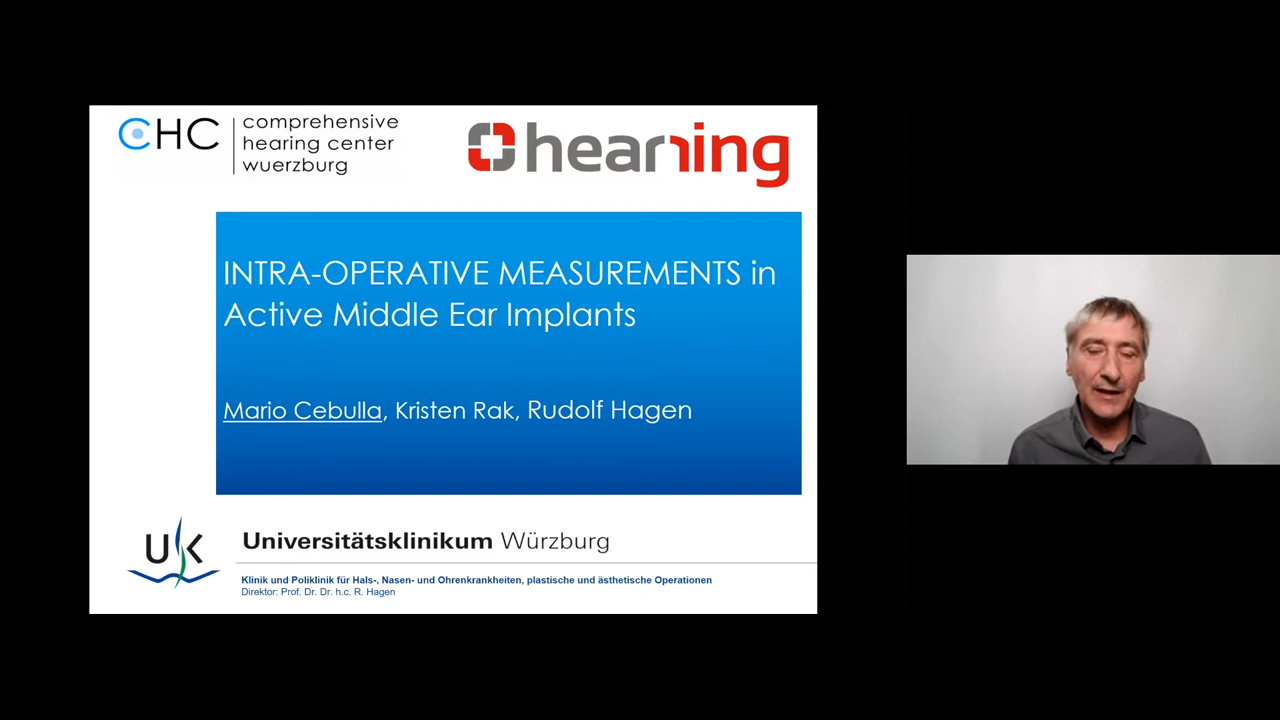 CHC
comprehensive
hearing center
wuerzburg
hearring
INTRA-OPERATIVE MEASUREMENTS in
Active Middle Ear Implants
Mario Cebulla, Kristen Rak, Rudolf Hagen
UK
Universitätsklinikum Würzburg
Klinik und Poliklinik für Hals-, Nasen- und Ohrenkrankheiten, plastische und ästhetische Operationen
Direktor: Prof. Dr. Dr. h.c. R. Hagen